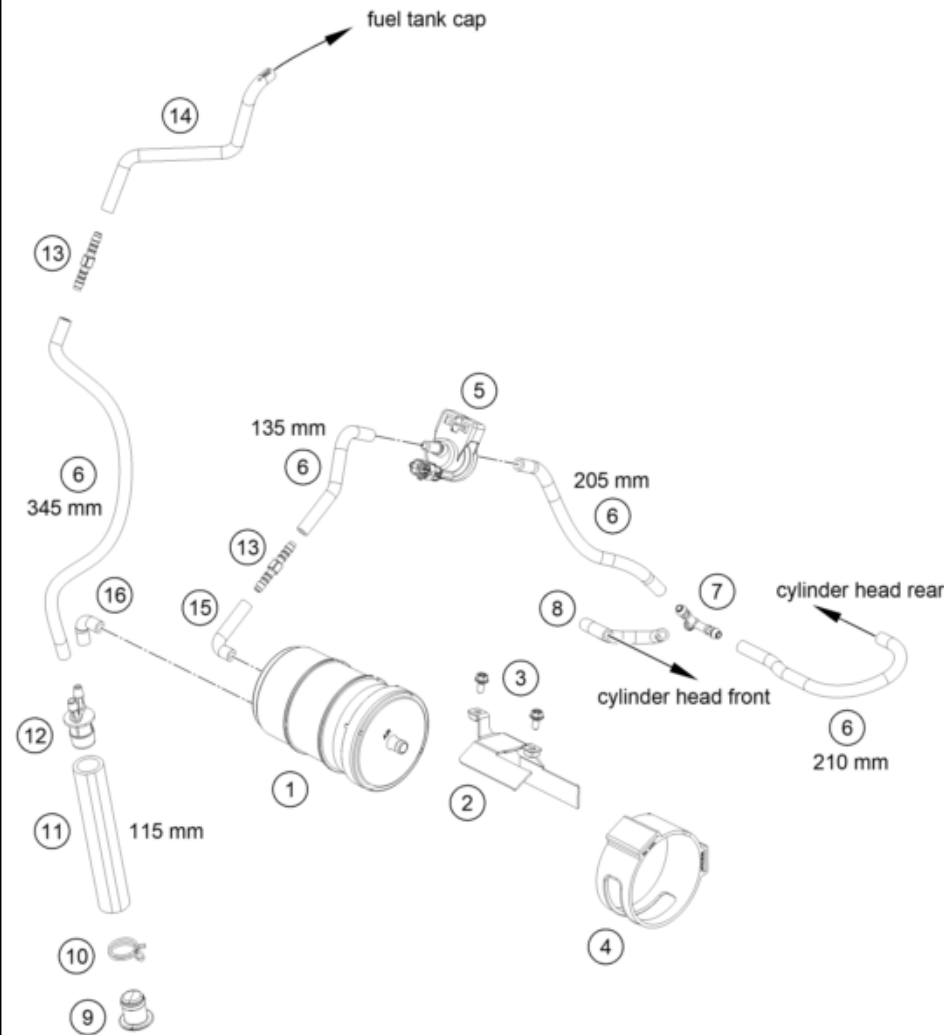 fuel tank cap
14
13
5
135 mm
6
6
345 mm
205 mm
6
13
16
15
8
7
cylinder head rear
cylinder head front
3
12
1
2
6
210 mm
11
115 mm
4
10
9